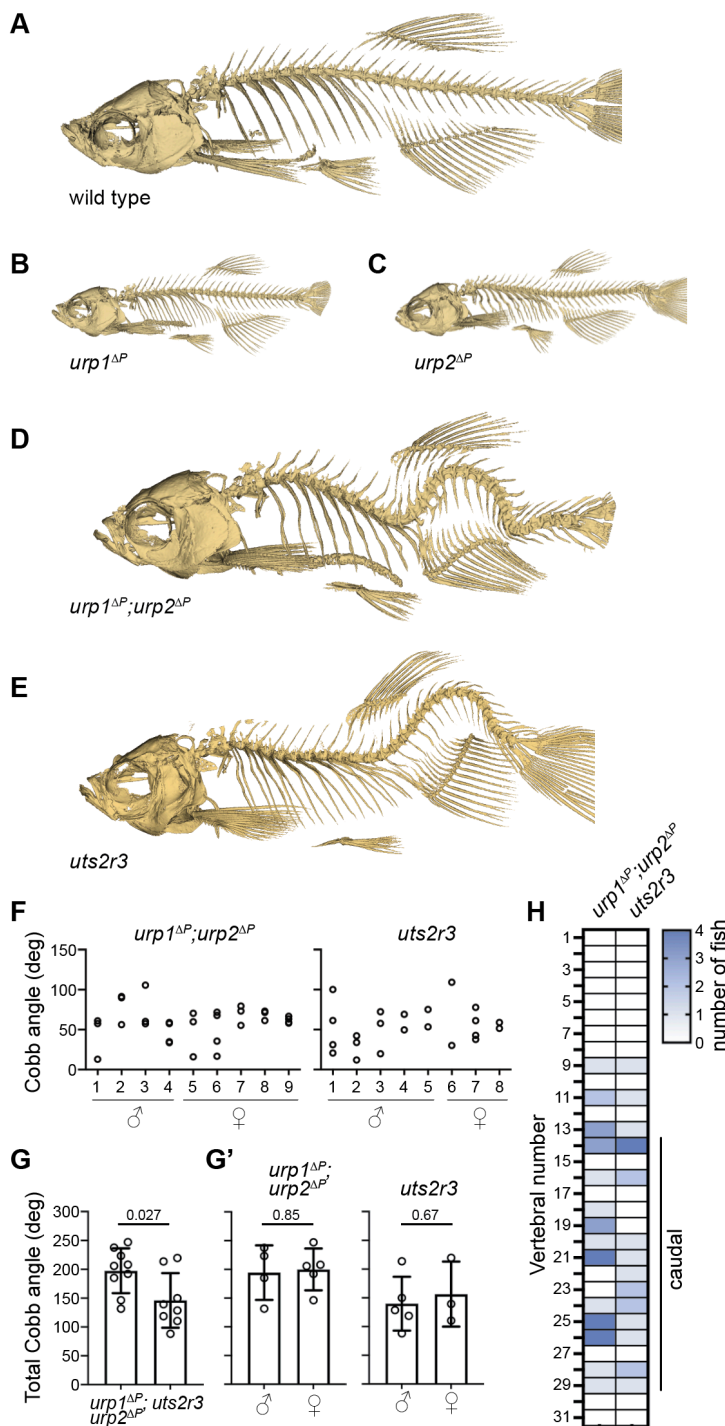 A
wild type
B
C
urp1ΔP
urp2ΔP
D
urp1ΔP;urp2ΔP
E
uts2r3
F
urp1ΔP;urp2ΔP
uts2r3
Cobb angle (deg)
150
100
50
0
1 2 3 4 5 6 7 8 9
♂ ♀
1 2 3 4 5 6 7 8
♂ ♀
G
Total Cobb angle (deg)
300
250
200
150
100
50
0
0.027
urp1ΔP;
urp2ΔP,
uts2r3
G'
urp1ΔP;
urp2ΔP,
uts2r3
0.85
0.67
♂ ♀
♂ ♀
H
urp1ΔP;urp2ΔP
uts2r3
4
3
2
1
0
number of fish
Vertebral number
1
3
5
7
9
11
13
15
17
19
21
23
25
27
29
31
caudal